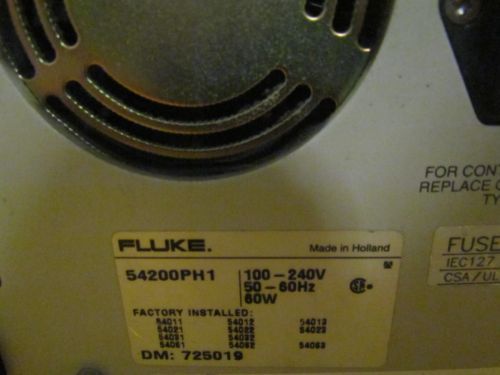 FOR CONT
REPLACE
TY
FLUKE.
Made in Holland
54200PH1
100-240V
50-60Hz
60W
FUSE
IEC127
CSA/UL
FACTORY INSTALLED:
54011 54012 54013
54021 54022 54023
54031 54032
54061 54062 54063
DM: 725019